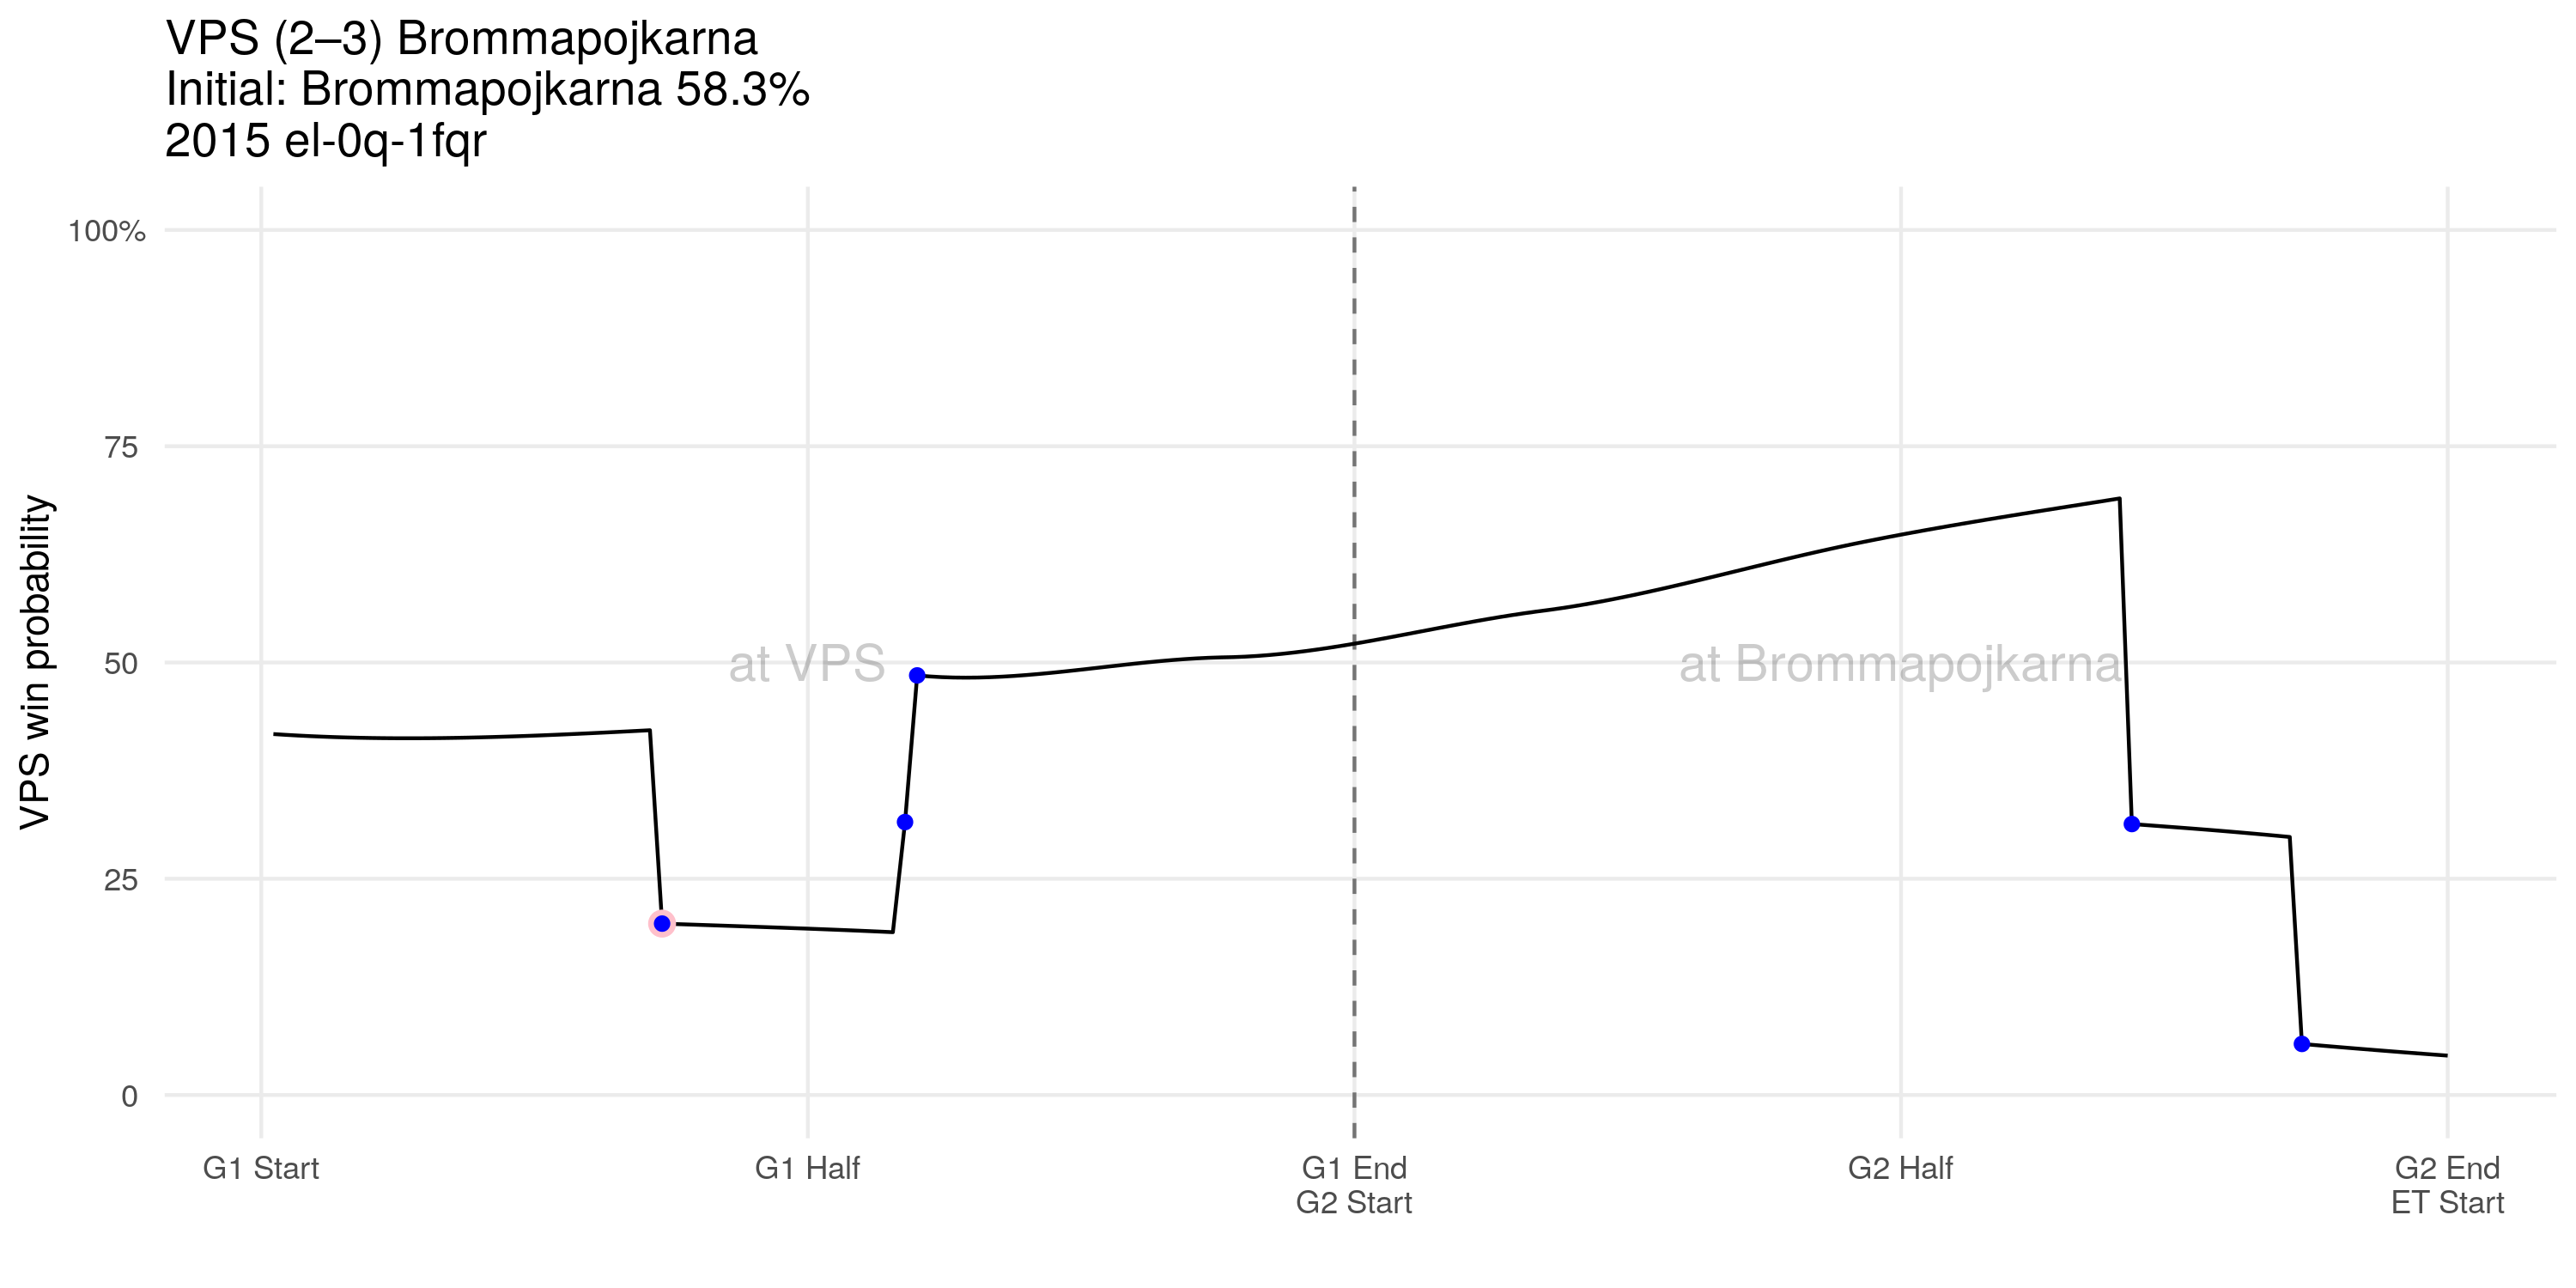 VPS (2–3) Brommapojkarna
Initial: Brommapojkarna 58.3%
2015 el-0q-1fqr
VPS win probability
100%
75
50
25
0
at VPS
at Brommapojkarna
G1 Start
G1 Half
G1 End
G2 Start
G2 Half
G2 End
ET Start